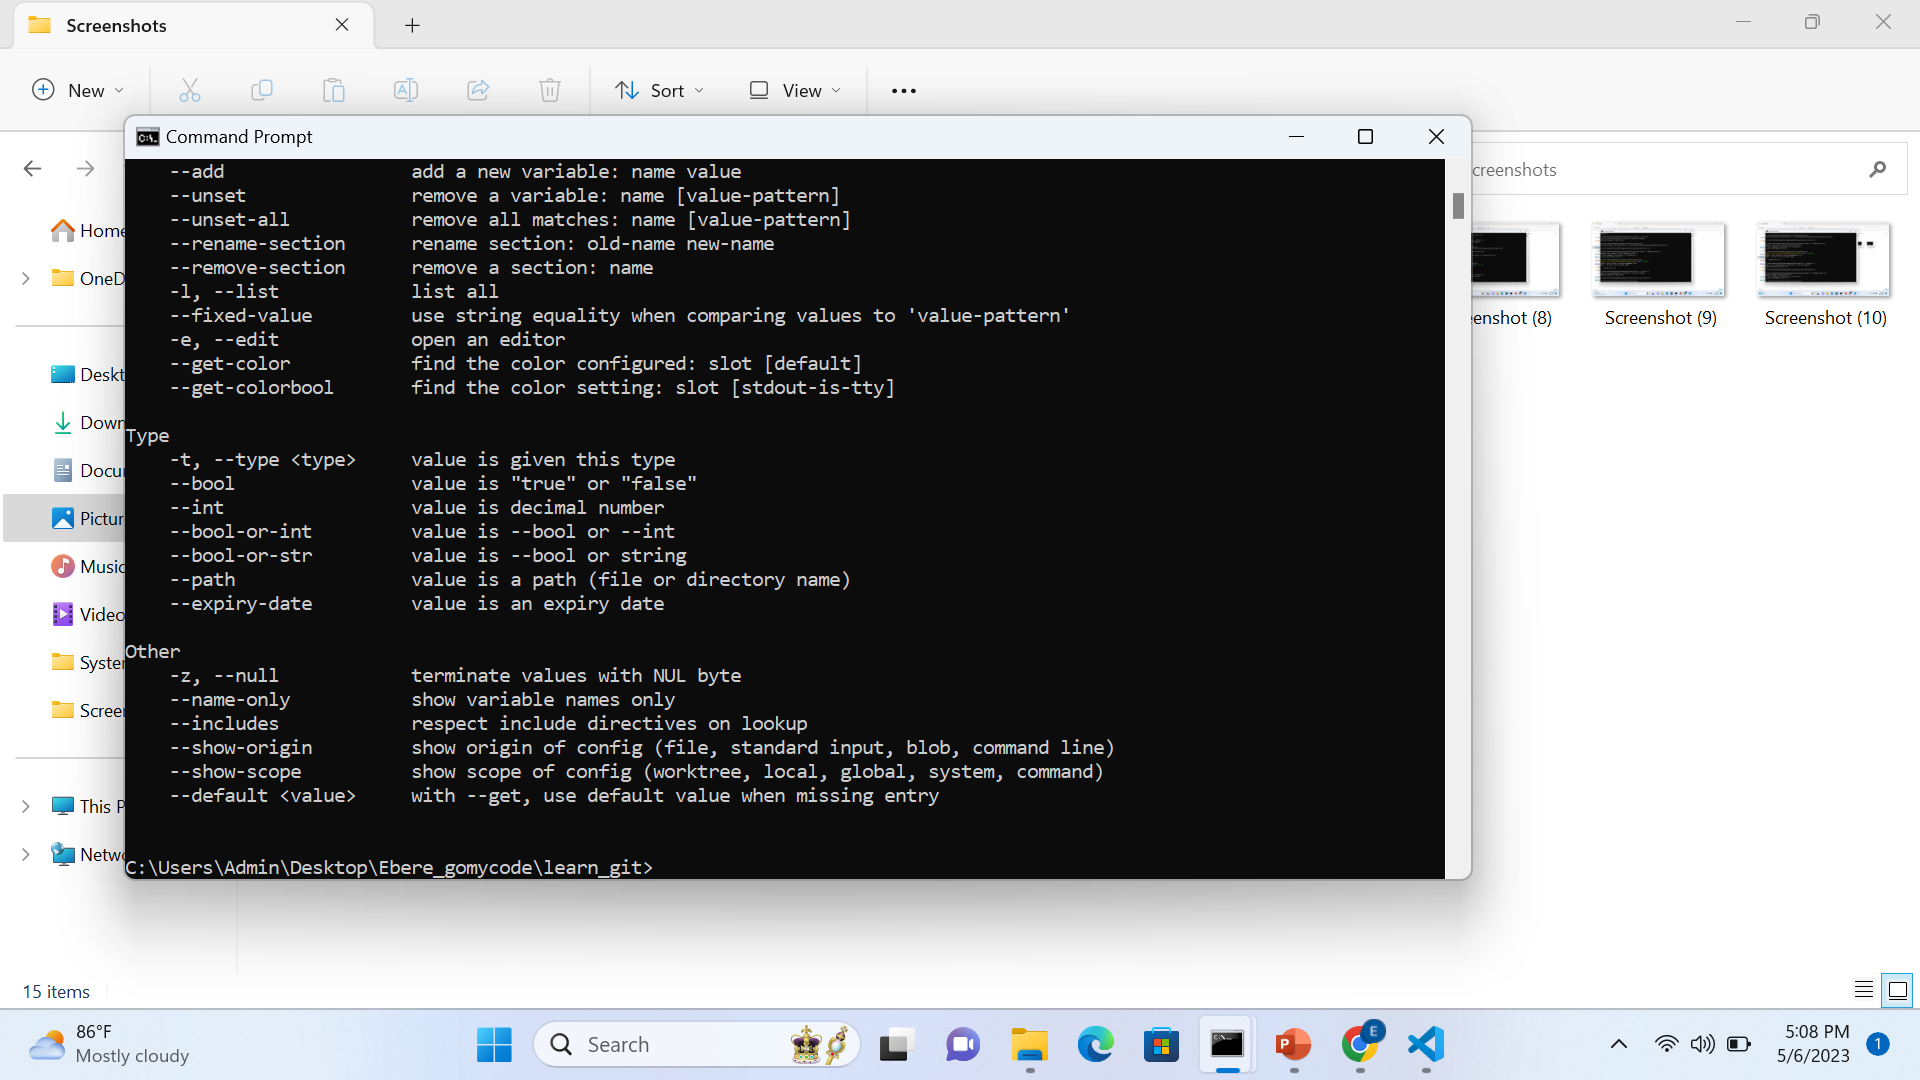 Screenshots
New
Sort
View
Command Prompt
creenshots
Home
OneD
Deskt
Down
Docu
Pictur
Music
Video
Syste
Scree
This P
Netwo
--add add a new variable: name value
--unset remove a variable: name [value-pattern]
--unset-all remove all matches: name [value-pattern]
--rename-section rename section: old-name new-name
--remove-section remove a section: name
-l, --list list all
--fixed-value use string equality when comparing values to 'value-pattern'
-e, --edit open an editor
--get-color find the color configured: slot [default]
--get-colorbool find the color setting: slot [stdout-is-tty]
Type
-t, --type <type> value is given this type
--bool value is "true" or "false"
--int value is decimal number
--bool-or-int value is --bool or --int
--bool-or-str value is --bool or string
--path value is a path (file or directory name)
--expiry-date value is an expiry date
Other
-z, --null terminate values with NUL byte
--name-only show variable names only
--includes respect include directives on lookup
--show-origin show origin of config (file, standard input, blob, command line)
--show-scope show scope of config (worktree, local, global, system, command)
--default <value> with --get, use default value when missing entry
C:\Users\Admin\Desktop\Ebere_gomycode\learn_git>
enshot (8)
Screenshot (9)
Screenshot (10)
15 items
86°F
Mostly cloudy
Search
E
5:08 PM
5/6/2023
1